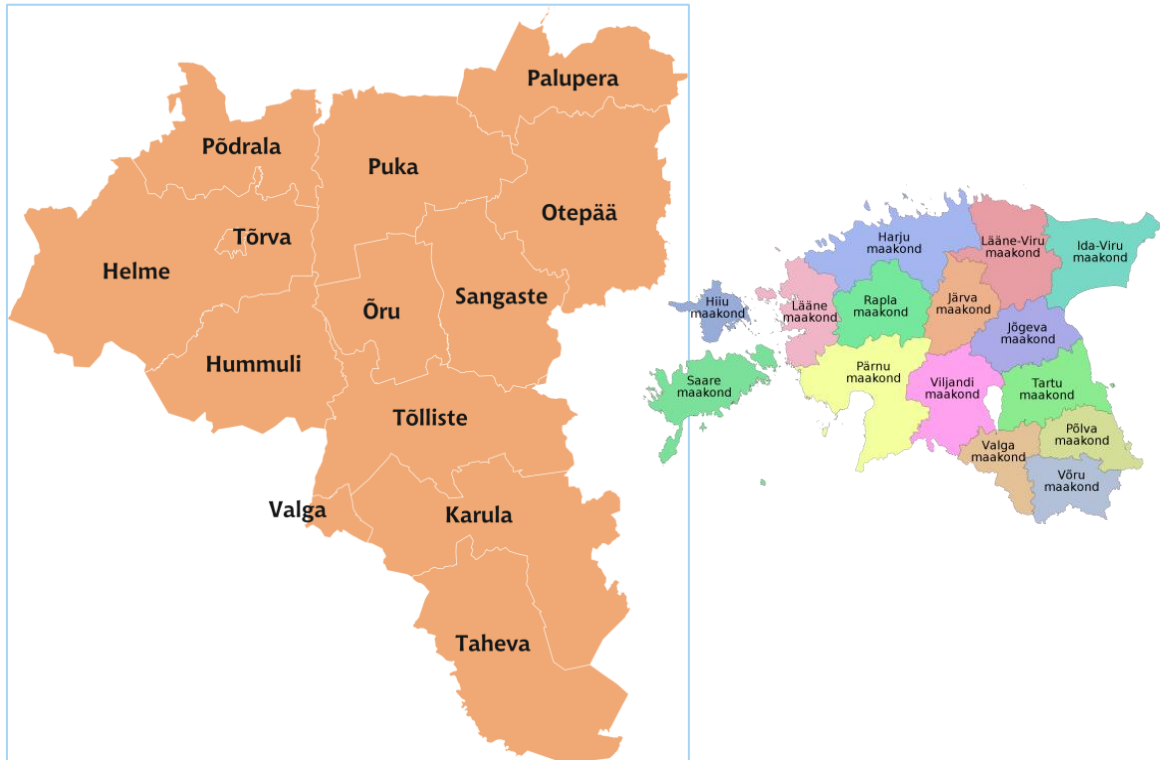 Palupera
Põdrala
Puka
Otepää
Tõrva
Helme
Sangaste
Õru
Hummuli
Tõlliste
Valga
Karula
Taheva
Harju
maakond
Lääne-Viru
maakond
Ida-Viru
maakond
Hiiu
maakond
Lääne
maakond
Rapla
maakond
Järva
maakond
Jõgeva
maakond
Saare
maakond
Pärnu
maakond
Viljandi
maakond
Tartu
maakond
Põlva
maakond
Valga
maakond
Võru
maakond